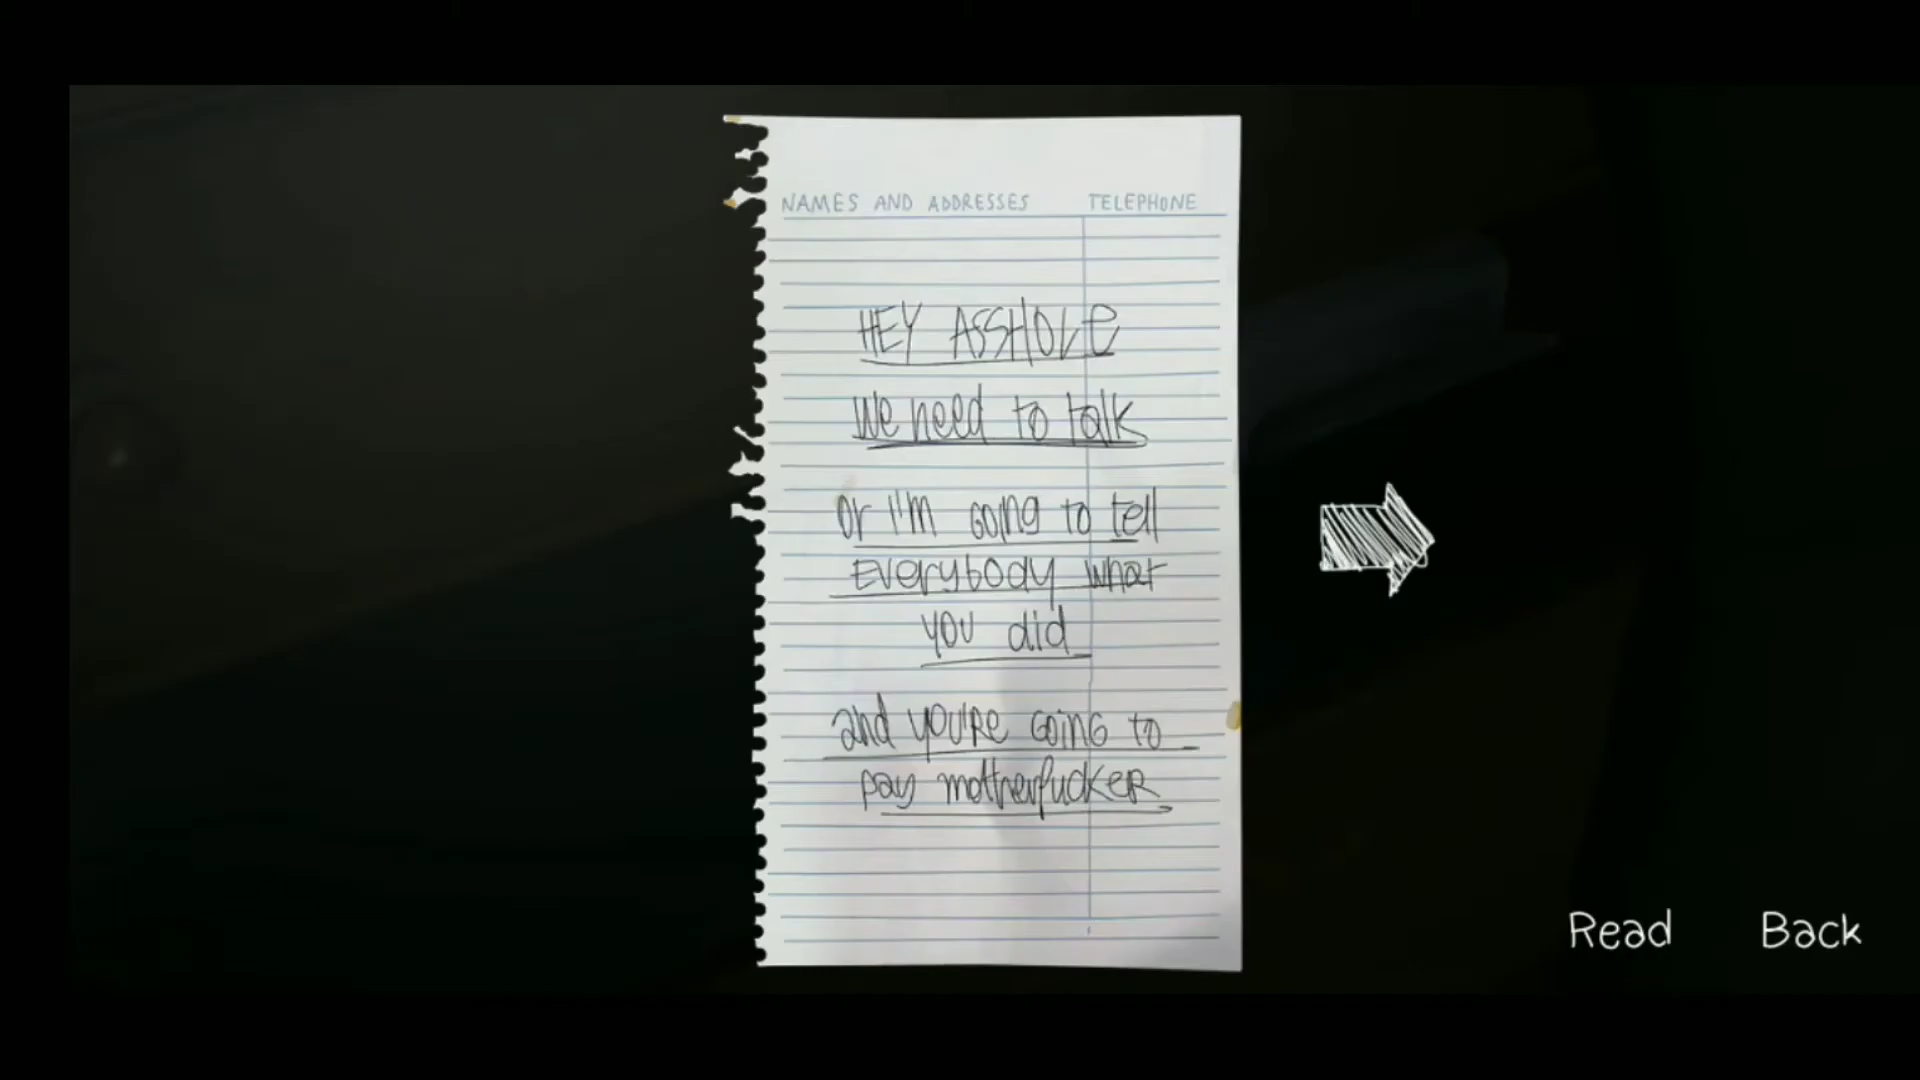 NAMES AND ADDRESSES TELEPHONE
HEY ASSHOLE
We need to talk
Or I'm going to tell
Everybody what
you did
and you're going to
pay motherfucker
Read Back